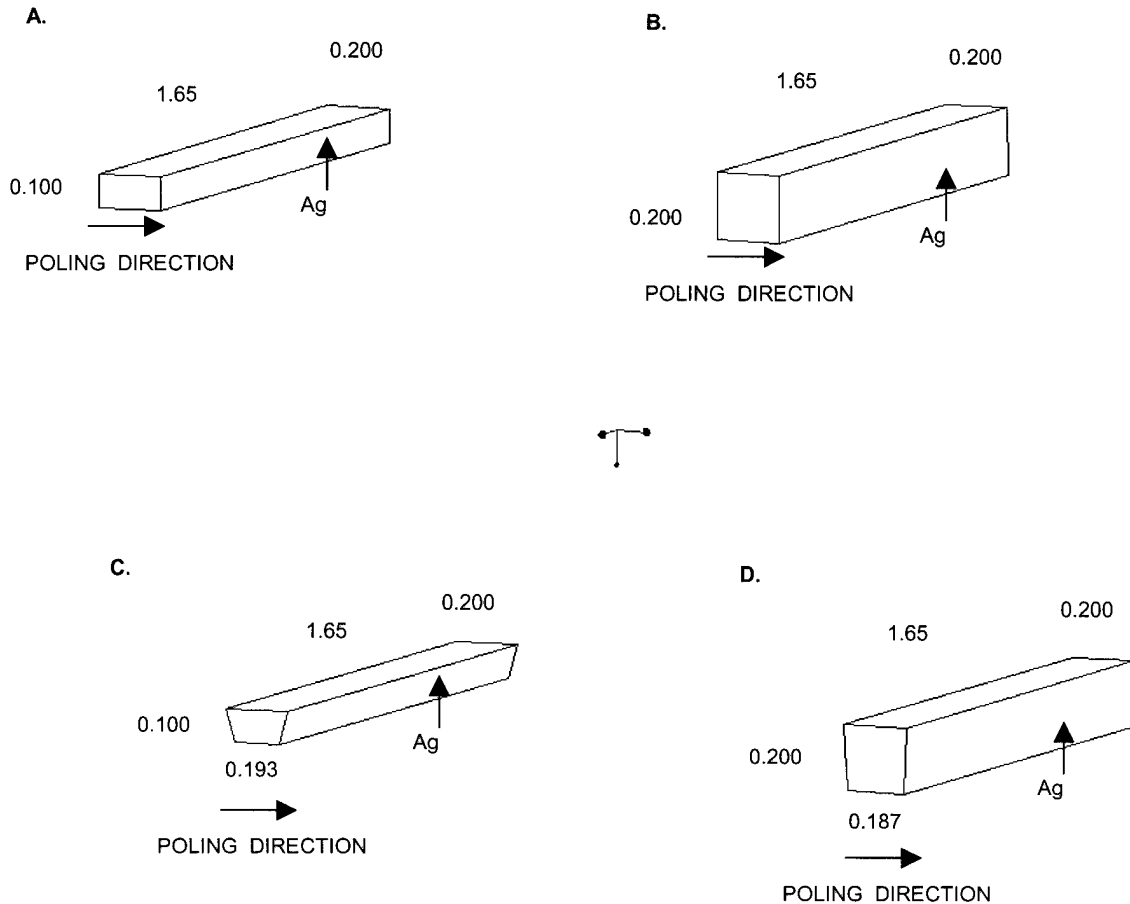 A.
0.200
1.65
0.100
Ag
POLING DIRECTION
B.
0.200
1.65
0.200
Ag
POLING DIRECTION
C.
0.200
1.65
0.100
Ag
0.193
POLING DIRECTION
D.
0.200
1.65
0.200
Ag
0.187
POLING DIRECTION